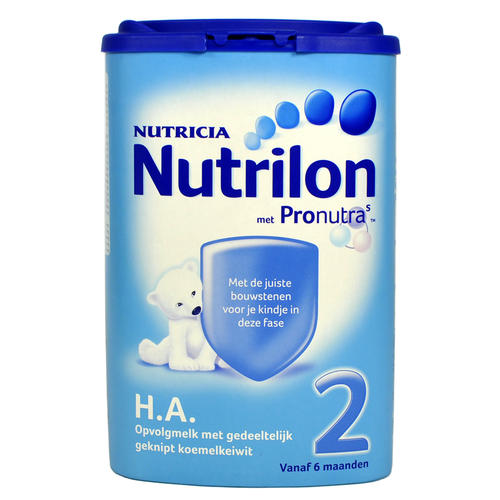 NUTRICIA
Nutrilon
met Pronutra s ™
Met de juiste
bouwstenen
voor je kindje in
deze fase
H.A.
Opvolgmelk met gedeeltelijk
geknipt koemelkeiwit
2
Vanaf 6 maanden